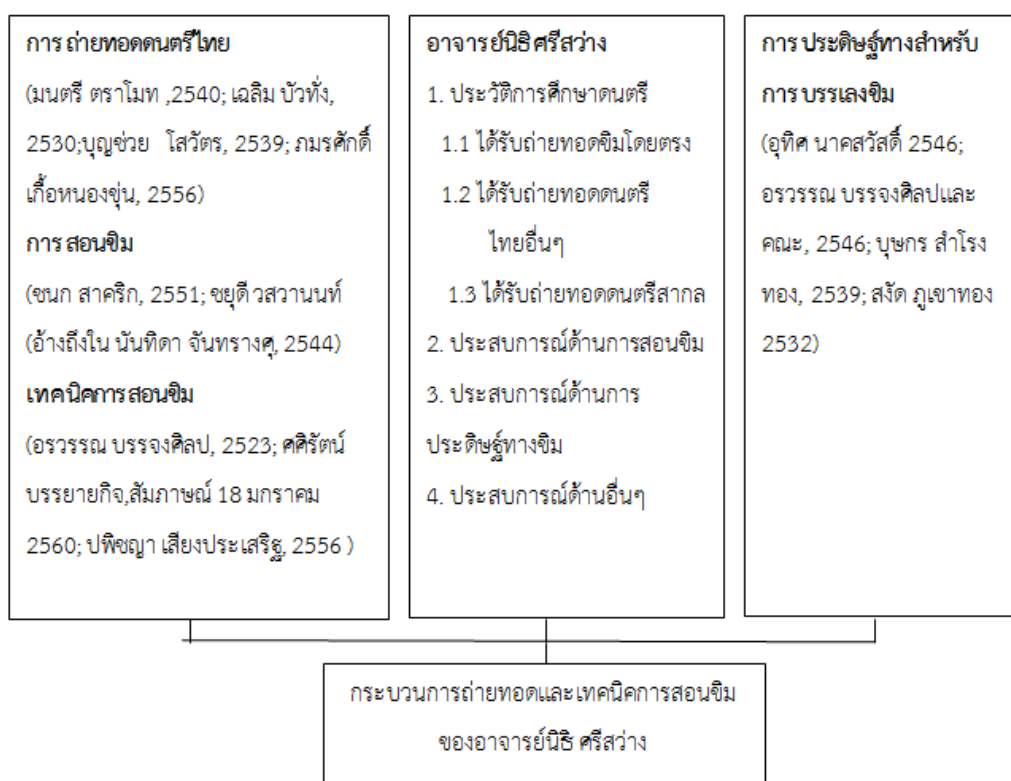 การถ่ายทอดดนตรีไทย
(มนตรี ตราโมท ,2540; เฉลิม บัวทั่ง,
2530;บุญช่วย โสวัตร, 2539; ภมรศักดิ์
เกื้อหนองขุ่น, 2556)
การสอนขิม
(ชนก สาคริก, 2551; ชยุดี วสวานนท์
(อ้างถึงใน นันทิดา จันทรางศุ, 2544)
เทคนิคการสอนขิม
(อรวรรณ บรรจงศิลป, 2523; ศศิรัตน์
บรรยายกิจ,สัมภาษณ์ 18 มกราคม
2560; ปพิชญา เสียงประเสริฐ, 2556 )
อาจารย์นิธิ ศรีสว่าง
1. ประวัติการศึกษาดนตรี
1.1 ได้รับถ่ายทอดขิมโดยตรง
1.2 ได้รับถ่ายทอดดนตรี
ไทยอื่นๆ
1.3 ได้รับถ่ายทอดดนตรีสากล
2. ประสบการณ์ด้านการสอนขิม
3. ประสบการณ์ด้านการ
ประดิษฐ์ทางขิม
4. ประสบการณ์ด้านอื่นๆ
การประดิษฐ์ทางสำหรับ
การบรรเลงขิม
(อุทิศ นาคสวัสดิ์ 2546;
อรวรรณ บรรจงศิลปและ
คณะ, 2546; บุษกร สำโรง
ทอง, 2539; สงัด ภูเขาทอง
2532)
กระบวนการถ่ายทอดและเทคนิคการสอนขิม
ของอาจารย์นิธิ ศรีสว่าง